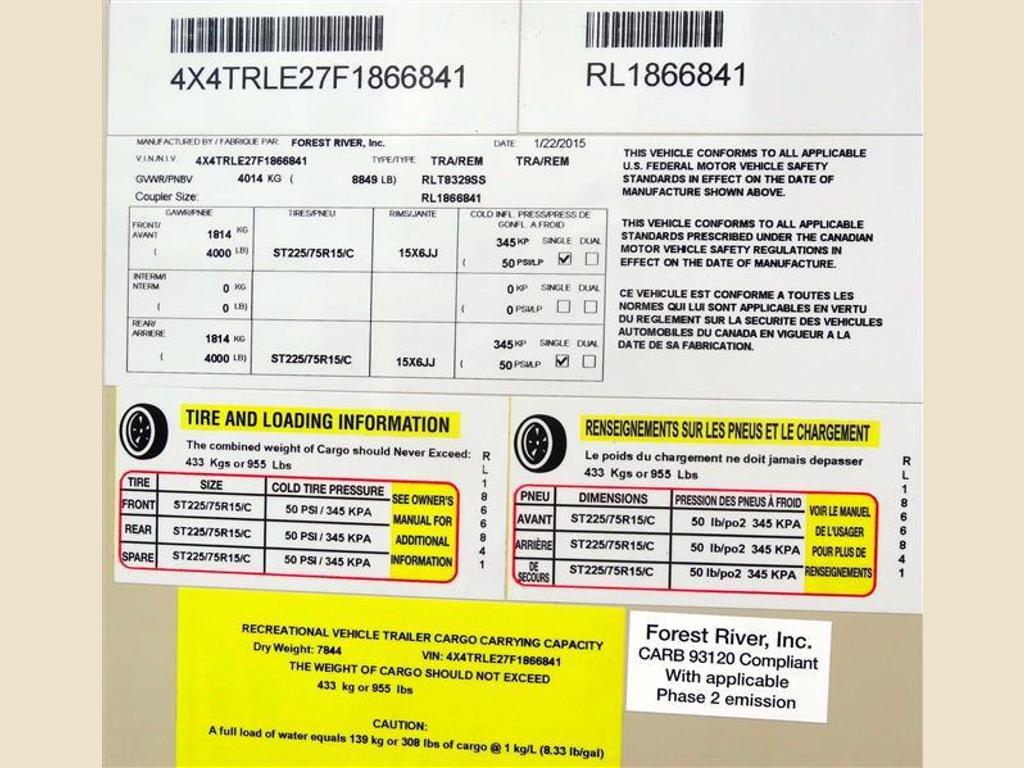 4X4TRLE27F1866841
RL1866841
MANUFACTURED BY / FABRIQUE PAR: FOREST RIVER, Inc. DATE 1/22/2015
V.I.N./N.I.V. 4X4TRLE27F1866841 TYPE/TYPE TRA/REM TRA/REM
GVWR/PNBV 4014 KG ( 8849 LB) RLT8329SS
Coupler Size: RL1866841
GAWR/PNBE TIRES/PNEU RIMS/JANTE COLD INFL. PRESS/PRESS DE
GONFL. A FROID
FRONT/
AVANT 1814 KG 345 KP SINGLE DUAL
( 4000 LB) ST225/75R15/C 15X6JJ ( 50 PSI/LP
INTERM/I
NTERM 0 KG 0 KP SINGLE DUAL
( 0 LB) ( 0 PSI/LP
REAR/
ARRIERE 1814 KG 345 KP SINGLE DUAL
( 4000 LB) ST225/75R15/C 15X6JJ ( 50 PSI/LP
THIS VEHICLE CONFORMS TO ALL APPLICABLE
U.S. FEDERAL MOTOR VEHICLE SAFETY
STANDARDS IN EFFECT ON THE DATE OF
MANUFACTURE SHOWN ABOVE.
THIS VEHICLE CONFORMS TO ALL APPLICABLE
STANDARDS PRESCRIBED UNDER THE CANADIAN
MOTOR VEHICLE SAFETY REGULATIONS IN
EFFECT ON THE DATE OF MANUFACTURE.
CE VEHICULE EST CONFORME A TOUTES LES
NORMES QUI LUI SONT APPLICABLES EN VERTU
DU REGLEMENT SUR LA SECURITE DES VEHICULES
AUTOMOBILES DU CANADA EN VIGUEUR A LA
DATE DE SA FABRICATION.
TIRE AND LOADING INFORMATION
The combined weight of Cargo should Never Exceed:
433 Kgs or 955 Lbs
TIRE SIZE COLD TIRE PRESSURE
FRONT ST225/75R15/C 50 PSI / 345 KPA
REAR ST225/75R15/C 50 PSI / 345 KPA
SPARE ST225/75R15/C 50 PSI / 345 KPA
SEE OWNER'S
MANUAL FOR
ADDITIONAL
INFORMATION
RL1866841
RENSEIGNEMENTS SUR LES PNEUS ET LE CHARGEMENT
Le poids du chargement ne doit jamais depasser
433 Kgs or 955 Lbs
PNEU DIMENSIONS PRESSION DES PNEUS À FROID
AVANT ST225/75R15/C 50 lb/po2 345 KPA
ARRIÈRE ST225/75R15/C 50 lb/po2 345 KPA
DE
SECOURS ST225/75R15/C 50 lb/po2 345 KPA
VOIR LE MANUEL
DE L'USAGER
POUR PLUS DE
RENSEIGNEMENTS
RL1866841
RECREATIONAL VEHICLE TRAILER CARGO CARRYING CAPACITY
Dry Weight: 7844 VIN: 4X4TRLE27F1866841
THE WEIGHT OF CARGO SHOULD NOT EXCEED
433 kg or 955 lbs
CAUTION:
A full load of water equals 139 kg or 308 lbs of cargo @ 1 kg/L (8.33 lb/gal)
Forest River, Inc.
CARB 93120 Compliant
With applicable
Phase 2 emission